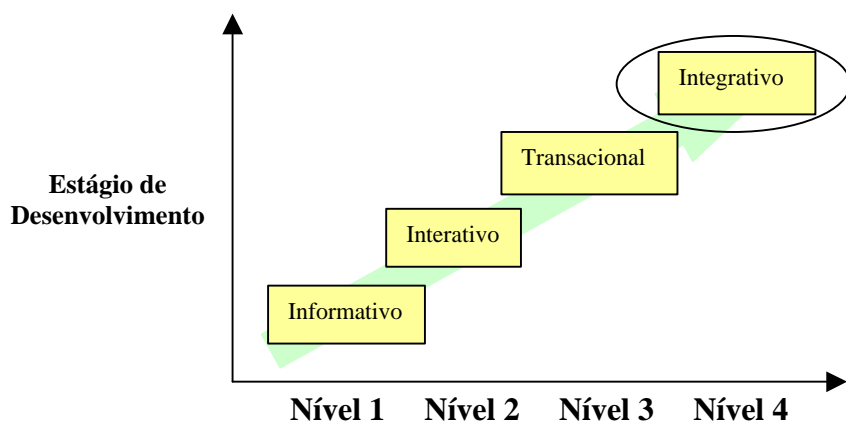 Integrativo
Transacional
Estágio de
Desenvolvimento
Interativo
Informativo
Nível 1 Nível 2 Nível 3 Nível 4